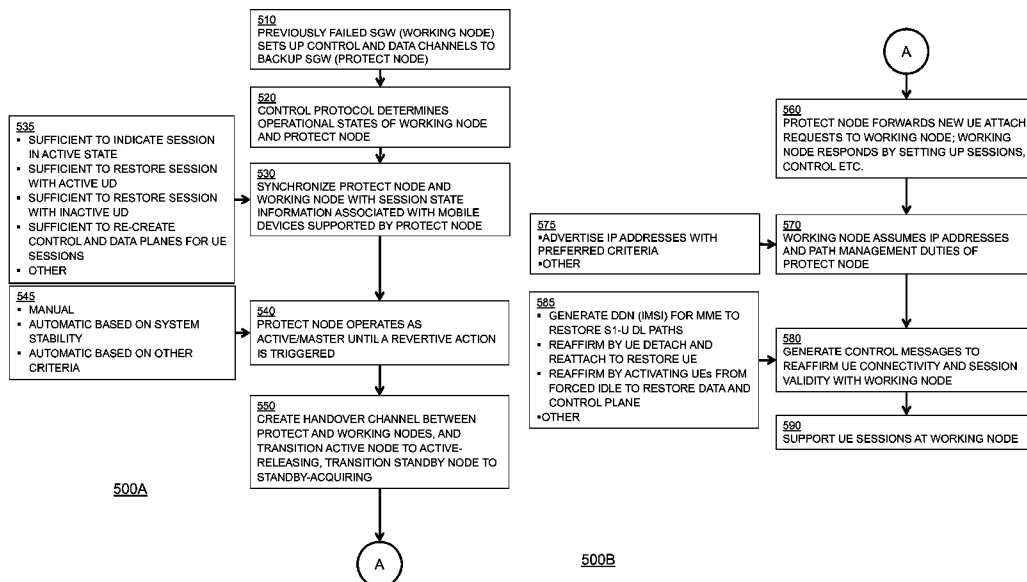 510
PREVIOUSLY FAILED SGW (WORKING NODE)
SETS UP CONTROL AND DATA CHANNELS TO
BACKUP SGW (PROTECT NODE)
520
CONTROL PROTOCOL DETERMINES
OPERATIONAL STATES OF WORKING NODE
AND PROTECT NODE
535
▪ SUFFICIENT TO INDICATE SESSION
IN ACTIVE STATE
▪ SUFFICIENT TO RESTORE SESSION
WITH ACTIVE UD
▪ SUFFICIENT TO RESTORE SESSION
WITH INACTIVE UD
▪ SUFFICIENT TO RE-CREATE
CONTROL AND DATA PLANES FOR UE
SESSIONS
▪ OTHER
530
SYNCHRONIZE PROTECT NODE AND
WORKING NODE WITH SESSION STATE
INFORMATION ASSOCIATED WITH MOBILE
DEVICES SUPPORTED BY PROTECT NODE
545
▪ MANUAL
▪ AUTOMATIC BASED ON SYSTEM
STABILITY
▪ AUTOMATIC BASED ON OTHER
CRITERIA
540
PROTECT NODE OPERATES AS
ACTIVE/MASTER UNTIL A REVERTIVE ACTION
IS TRIGGERED
550
CREATE HANDOVER CHANNEL BETWEEN
PROTECT AND WORKING NODES, AND
TRANSITION ACTIVE NODE TO ACTIVE-
RELEASING, TRANSITION STANDBY NODE TO
STANDBY-ACQUIRING
500A
A
A
560
PROTECT NODE FORWARDS NEW UE ATTACH
REQUESTS TO WORKING NODE; WORKING
NODE RESPONDS BY SETTING UP SESSIONS,
CONTROL ETC.
575
▪ADVERTISE IP ADDRESSES WITH
PREFERRED CRITERIA
▪OTHER
570
WORKING NODE ASSUMES IP ADDRESSES
AND PATH MANAGEMENT DUTIES OF
PROTECT NODE
585
▪ GENERATE DDN (IMSI) FOR MME TO
RESTORE S1-U DL PATHS
▪ REAFFIRM BY UE DETACH AND
REATTACH TO RESTORE UE
▪ REAFFIRM BY ACTIVATING UEs FROM
FORCED IDLE TO RESTORE DATA AND
CONTROL PLANE
▪OTHER
580
GENERATE CONTROL MESSAGES TO
REAFFIRM UE CONNECTIVITY AND SESSION
VALIDITY WITH WORKING NODE
590
SUPPORT UE SESSIONS AT WORKING NODE
500B